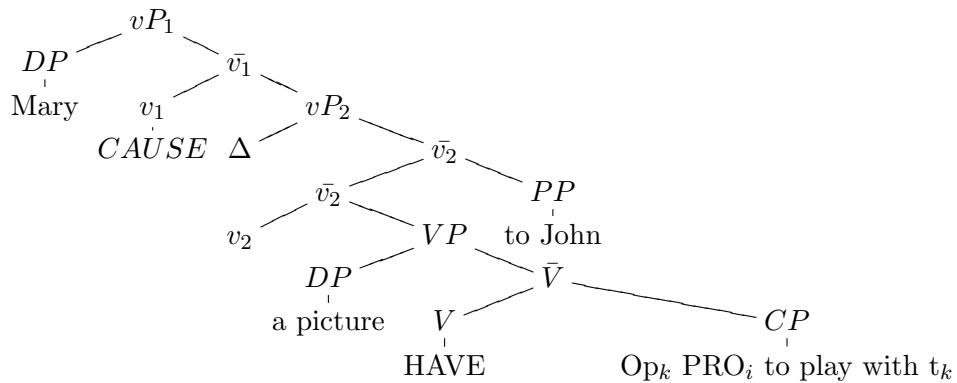 vP₁
DP v̄₁
Mary v₁ vP₂
CAUSE Δ v̄₂
v̄₂ PP
v₂ VP to John
DP V̄
a picture V CP
HAVE Opₖ PROᵢ to play with tₖ